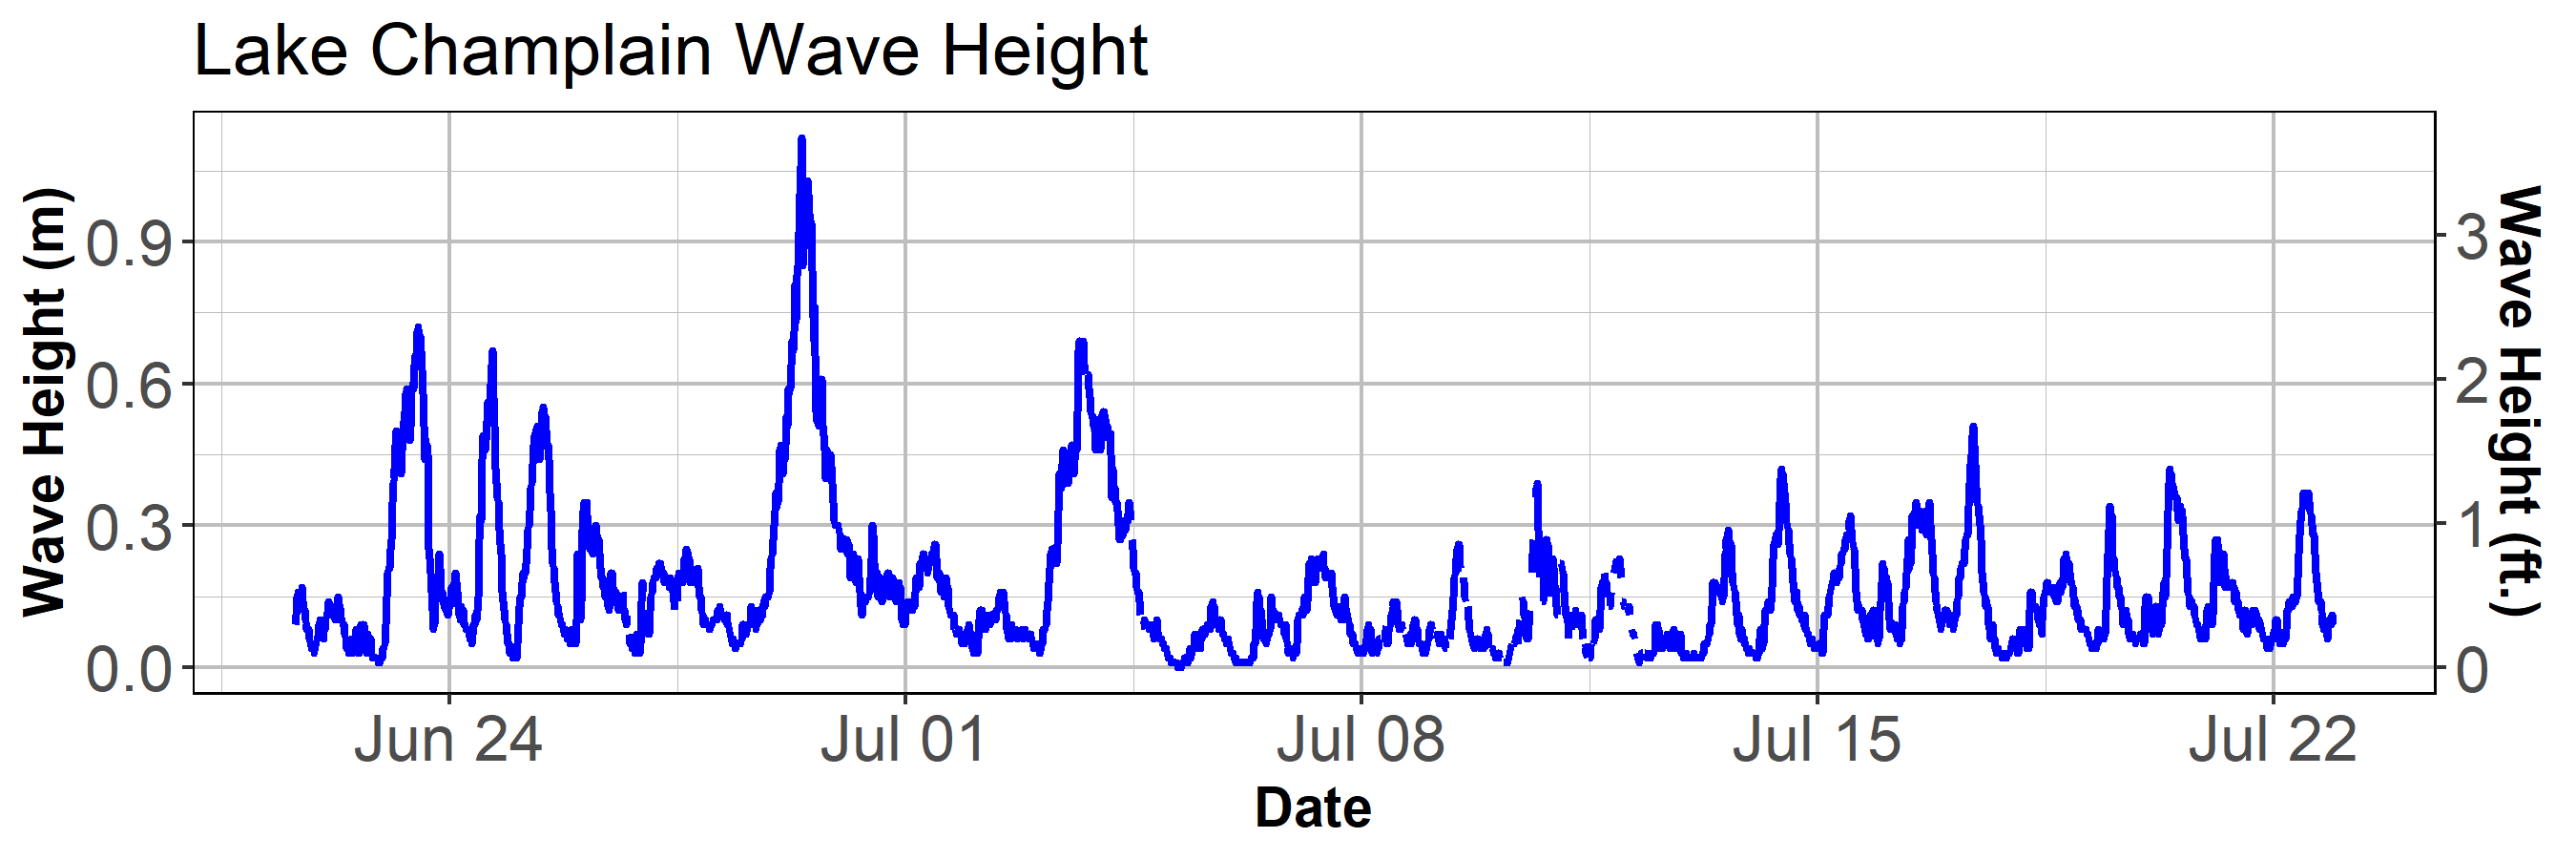 Lake Champlain Wave Height
Wave Height (m)
0.9
0.6
0.3
0.0
3
2
1
0
Wave Height (ft.)
Jun 24
Jul 01
Jul 08
Jul 15
Jul 22
Date